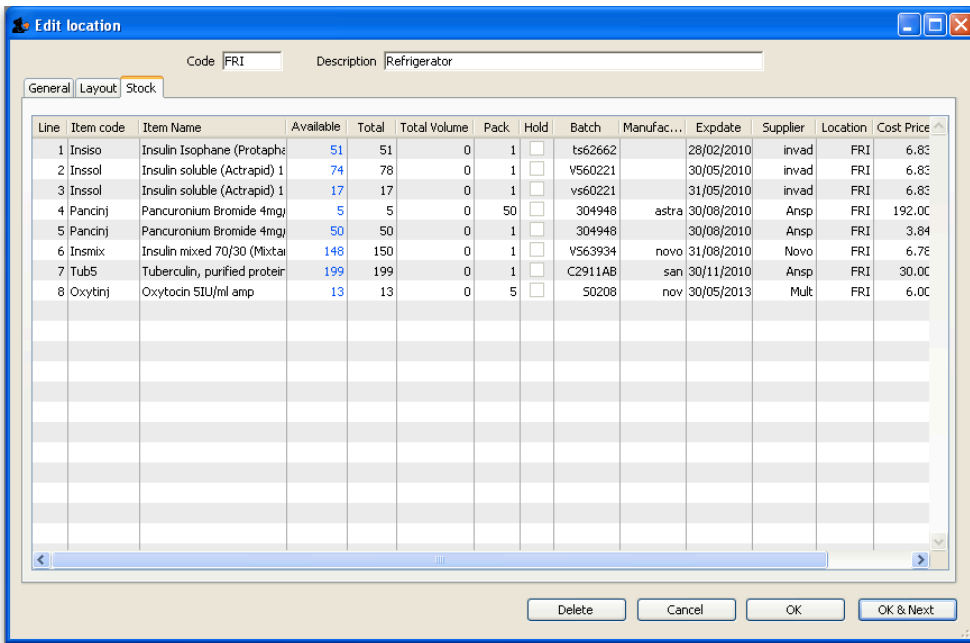 Edit location
Code FRI Description Refrigerator
General Layout Stock
Line Item code Item Name Available Total Total Volume Pack Hold Batch Manufac... Expdate Supplier Location Cost Price
1 Insiso Insulin Isophane (Protapha 51 51 0 1 ts62662 28/02/2010 invad FRI 6.83
2 Inssol Insulin soluble (Actrapid) 1 74 78 0 1 V560221 30/05/2010 invad FRI 6.83
3 Inssol Insulin soluble (Actrapid) 1 17 17 0 1 vs60221 31/05/2010 invad FRI 6.83
4 Pancinj Pancuronium Bromide 4mg/ 5 5 0 50 304948 astra 30/08/2010 Ansp FRI 192.00
5 Pancinj Pancuronium Bromide 4mg/ 50 50 0 1 304948 30/08/2010 Ansp FRI 3.84
6 Insmix Insulin mixed 70/30 (Mixtar 148 150 0 1 VS63934 novo 31/08/2010 Novo FRI 6.78
7 Tub5 Tuberculin, purified protein 199 199 0 1 C2911AB san 30/11/2010 Ansp FRI 30.00
8 Oxytinj Oxytocin 5IU/ml amp 13 13 0 5 S0208 nov 30/05/2013 Mult FRI 6.00
Delete Cancel OK OK & Next